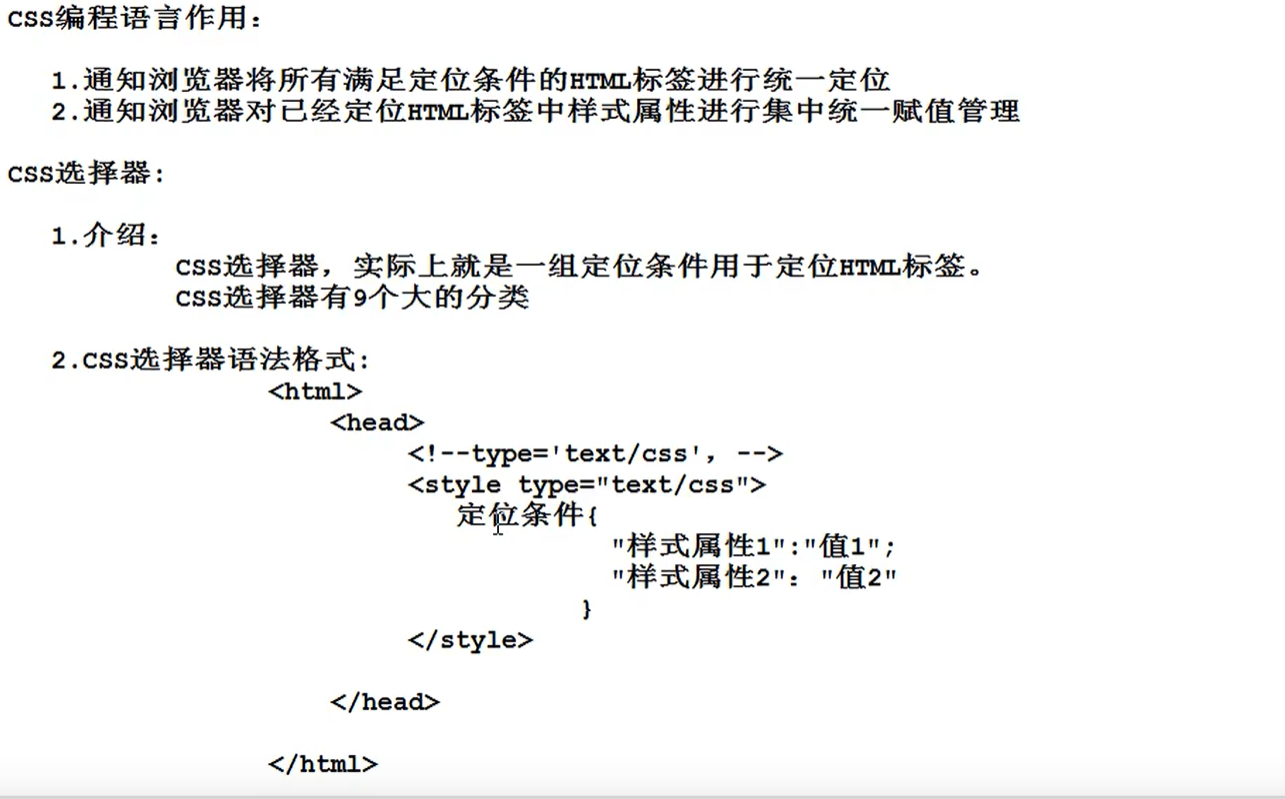 CSS编程语言作用：
1.通知浏览器将所有满足定位条件的HTML标签进行统一定位
2.通知浏览器对已经定位HTML标签中样式属性进行集中统一赋值管理
CSS选择器：
1.介绍：
CSS选择器，实际上就是一组定位条件用于定位HTML标签。
CSS选择器有9个大的分类
2.CSS选择器语法格式：
<html>
<head>
<!--type='text/css', -->
<style type="text/css">
定位条件{
"样式属性1":"值1";
"样式属性2"："值2"
}
</style>
</head>
</html>